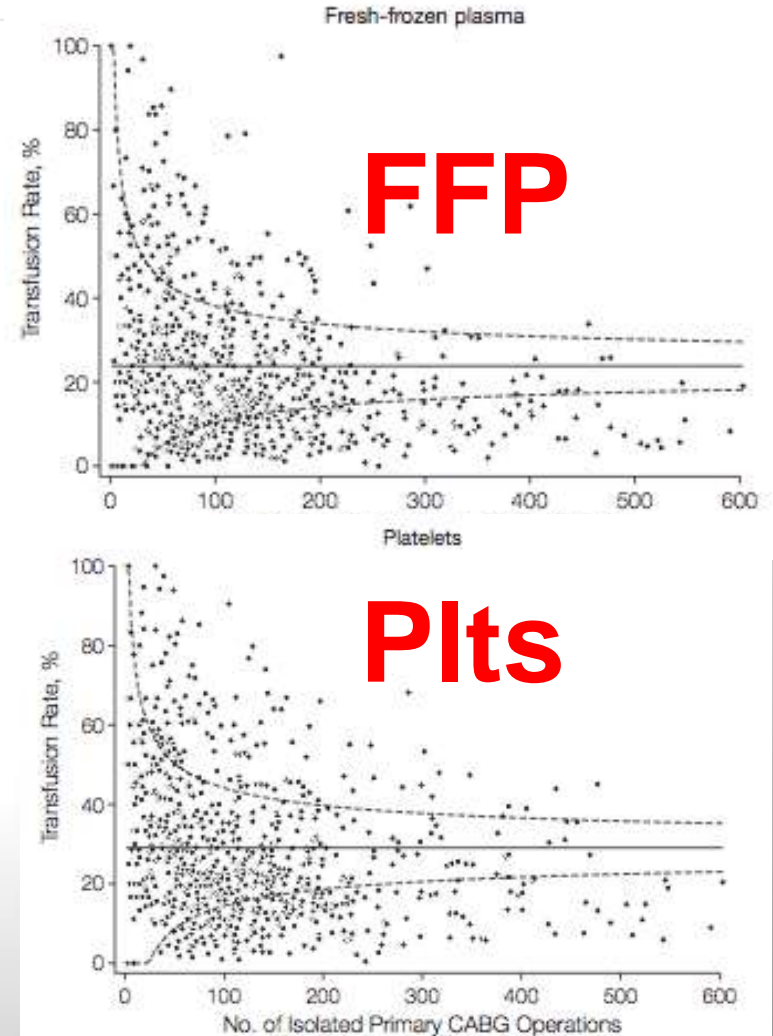 Fresh-frozen plasma
100
80
60
40
20
0
Transfusion Rate, %
FFP
0 100 200 300 400 500 600
Platelets
100
80
60
40
20
0
Transfusion Rate, %
Plts
0 100 200 300 400 500 600
No. of Isolated Primary CABG Operations